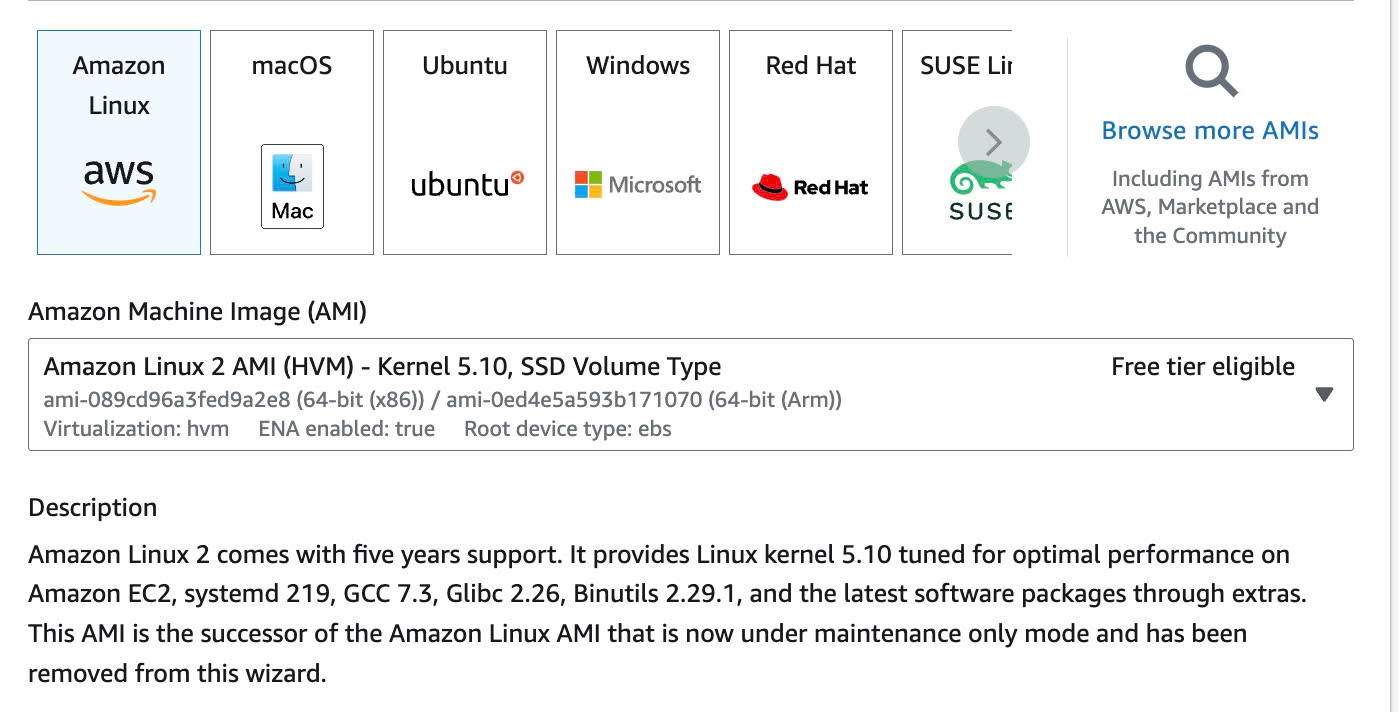 Amazon
Linux
aws
macOS
Mac
Ubuntu
ubuntu
Windows
Microsoft
Red Hat
Red Hat
SUSE Lin
SUSE
Browse more AMIs
Including AMIs from
AWS, Marketplace and
the Community
Amazon Machine Image (AMI)
Amazon Linux 2 AMI (HVM) - Kernel 5.10, SSD Volume Type
Free tier eligible
ami-089cd96a3fed9a2e8 (64-bit (x86)) / ami-0ed4e5a593b171070 (64-bit (Arm))
Virtualization: hvm ENA enabled: true Root device type: ebs
Description
Amazon Linux 2 comes with five years support. It provides Linux kernel 5.10 tuned for optimal performance on
Amazon EC2, systemd 219, GCC 7.3, Glibc 2.26, Binutils 2.29.1, and the latest software packages through extras.
This AMI is the successor of the Amazon Linux AMI that is now under maintenance only mode and has been
removed from this wizard.